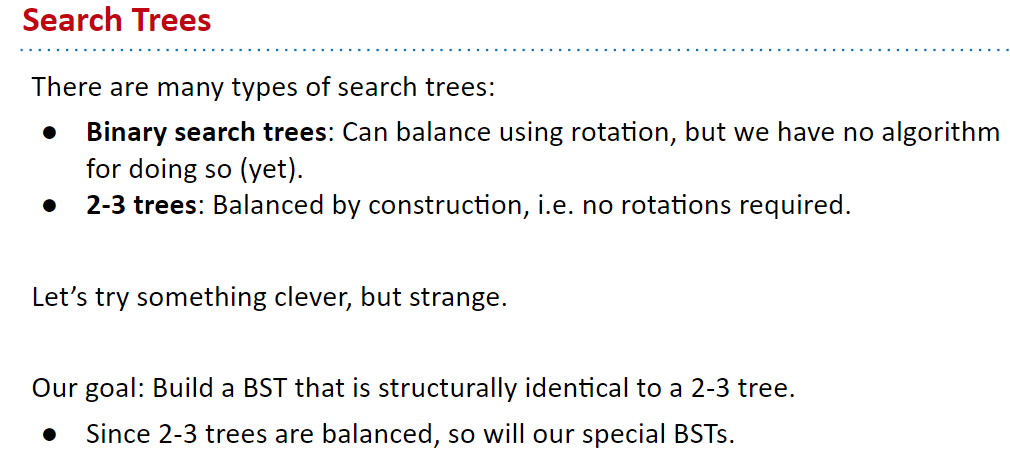 Search Trees
There are many types of search trees:
● Binary search trees: Can balance using rotation, but we have no algorithm
for doing so (yet).
● 2-3 trees: Balanced by construction, i.e. no rotations required.
Let’s try something clever, but strange.
Our goal: Build a BST that is structurally identical to a 2-3 tree.
● Since 2-3 trees are balanced, so will our special BSTs.